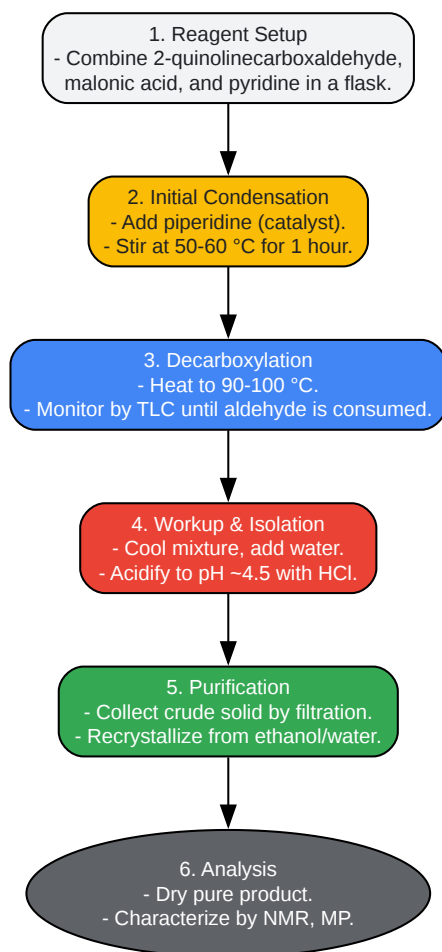 1. Reagent Setup
- Combine 2-quinolinecarboxaldehyde,
malonic acid, and pyridine in a flask.
2. Initial Condensation
- Add piperidine (catalyst).
- Stir at 50-60 °C for 1 hour.
3. Decarboxylation
- Heat to 90-100 °C.
- Monitor by TLC until aldehyde is consumed.
4. Workup & Isolation
- Cool mixture, add water.
- Acidify to pH ~4.5 with HCl.
5. Purification
- Collect crude solid by filtration.
- Recrystallize from ethanol/water.
6. Analysis
- Dry pure product.
- Characterize by NMR, MP.